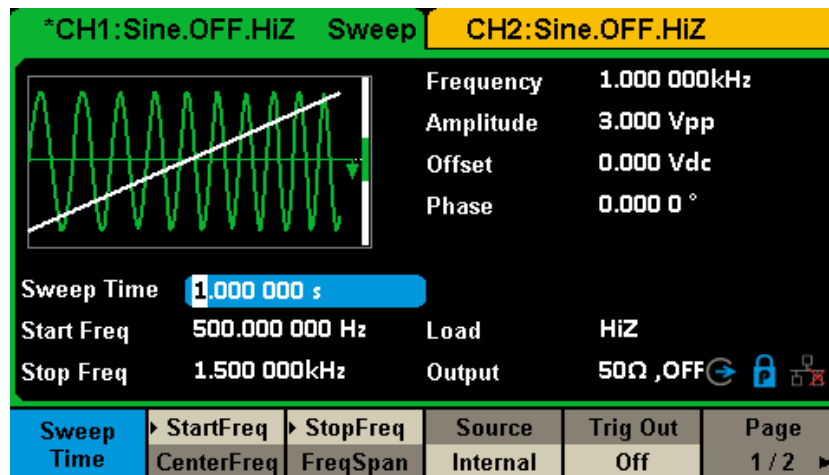 *CH1:Sine.OFF.HiZ Sweep CH2:Sine.OFF.HiZ
Frequency 1.000 000kHz
Amplitude 3.000 Vpp
Offset 0.000 Vdc
Phase 0.000 0 °
Sweep Time 1.000 000 s
Start Freq 500.000 000 Hz Load HiZ
Stop Freq 1.500 000kHz Output 50Ω ,OFF P
Sweep StartFreq StopFreq Source Trig Out Page
Time CenterFreq FreqSpan Internal Off 1 / 2